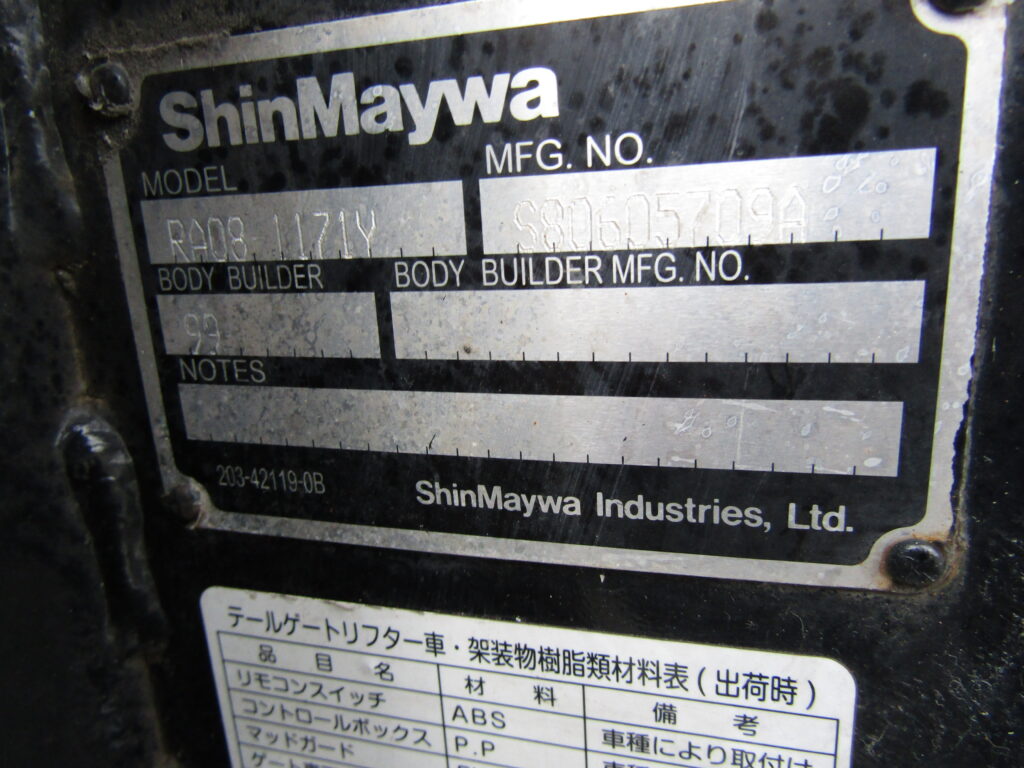 ShinMaywa
MODEL
MFG. NO.
RA08-1171Y
S80605709A
BODY BUILDER
BODY BUILDER MFG. NO.
99
NOTES
203-42119-0B
ShinMaywa Industries, Ltd.
テールゲートリフター車・架装物樹脂類材料表(出荷時)
品 目 名
材 料
備 考
リモコンスイッチ
ABS
コントロールボックス
P.P
車種により取付け
マッドガード